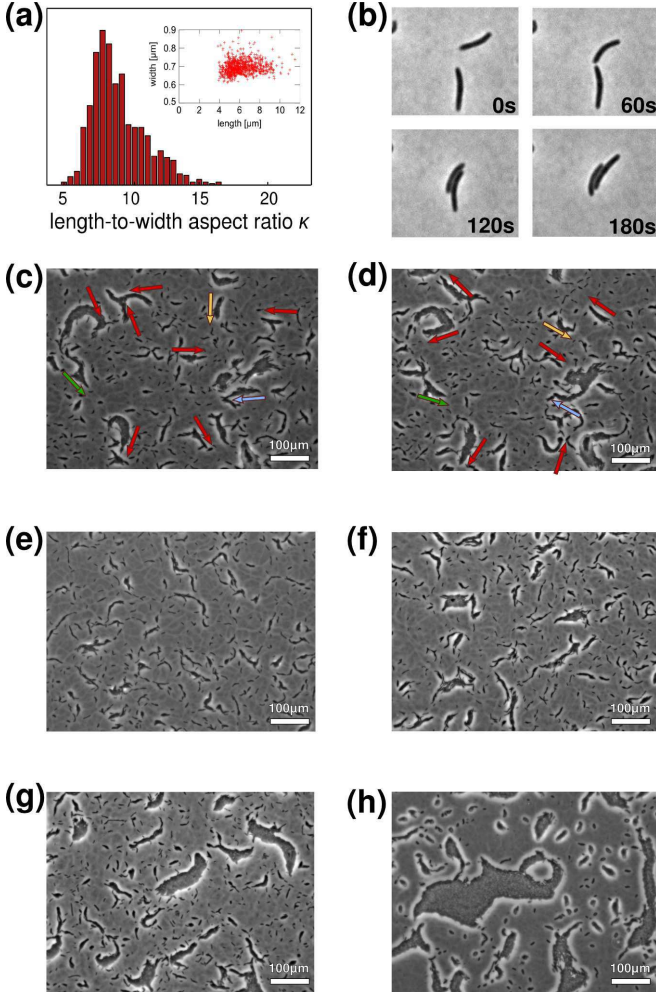 (a)
0.9
0.8
0.7
0.6
0.5
width [µm]
0 2 4 6 8 10 12
length [µm]
5 10 15 20
length-to-width aspect ratio κ
(b)
0s
60s
120s
180s
(c)
100µm
(d)
100µm
(e)
100µm
(f)
100µm
(g)
100µm
(h)
100µm